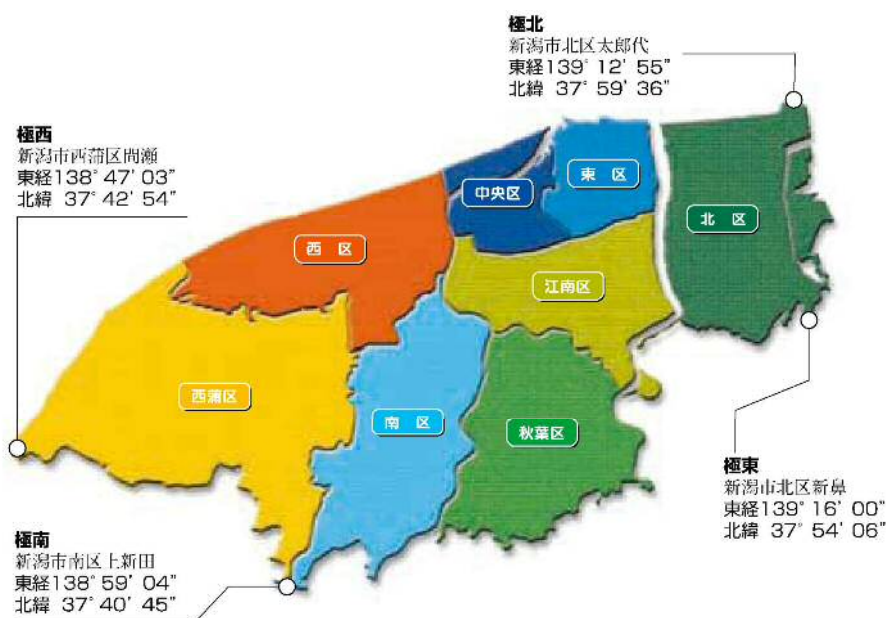 極北
新潟市北区太郎代
東経139° 12' 55"
北緯 37° 59' 36"
極西
新潟市西蒲区間瀬
東経138° 47' 03"
北緯 37° 42' 54"
中央区
東 区
北 区
西 区
江南区
西蒲区
南 区
秋葉区
極東
新潟市北区新鼻
東経139° 16' 00"
北緯 37° 54' 06"
極南
新潟市南区上新田
東経138° 59' 04"
北緯 37° 40' 45"